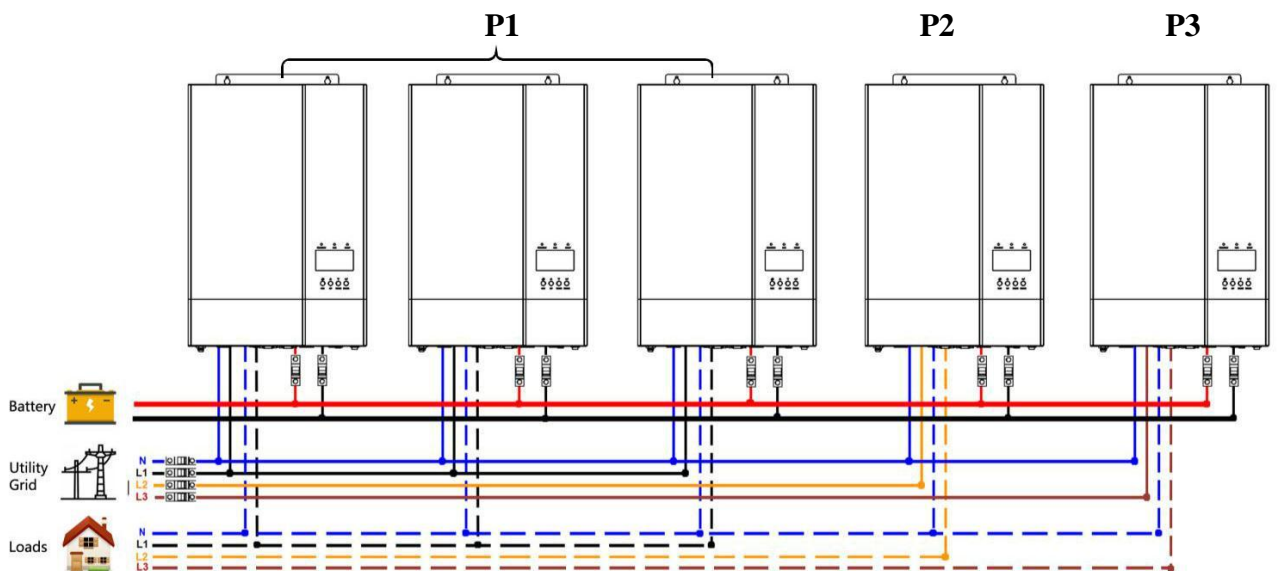 P1 P2 P3
Battery
+ −
Utility
Grid
N
L1
L2
L3
Loads
N
L1
L2
L3